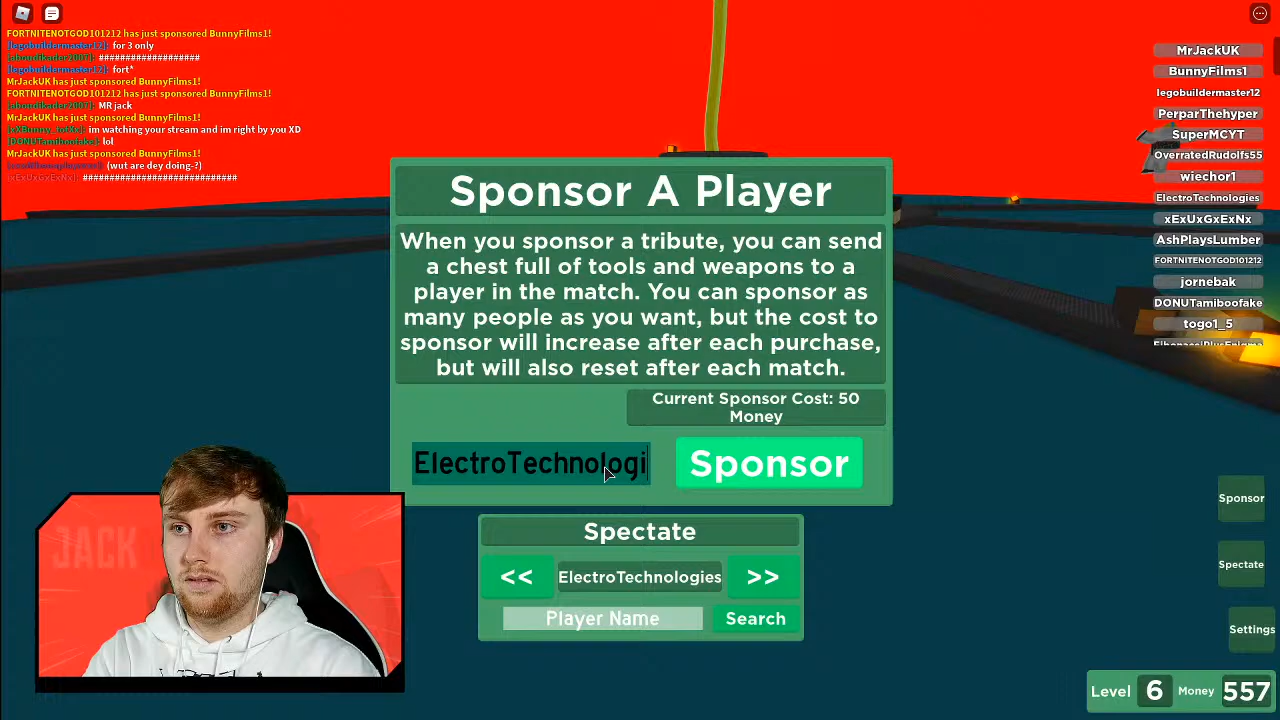 FORTNITENOTGOD101212 has just sponsored BunnyFilms1!
[legobuildermaster12]: for 3 only
####################
[legobuildermaster12]: fort*
MrJackUK has just sponsored BunnyFilms1!
FORTNITENOTGOD101212 has just sponsored BunnyFilms1!
MR jack
MrJackUK has just sponsored BunnyFilms1!
im watching your stream and im right by you XD
[DONUTamiboofake]: lol
MrJackUK has just sponsored BunnyFilms1!
(wut are dey doing-?)
[xExUxGxExNx]: ############################
MrJackUK
BunnyFilms1
legobuildermaster12
PerparThehyper
SuperMCYT
OverratedRudolfs55
wiechor1
ElectroTechnologies
xExUxGxExNx
AshPlaysLumber
FORTNITENOTGOD101212
jornebak
DONUTamiboofake
togo1_5
Sponsor A Player
When you sponsor a tribute, you can send
a chest full of tools and weapons to a
player in the match. You can sponsor as
many people as you want, but the cost to
sponsor will increase after each purchase,
but will also reset after each match.
Current Sponsor Cost: 50
Money
ElectroTechnologi
Sponsor
Spectate
<< ElectroTechnologies >>
Player Name Search
JACK
Sponsor
Spectate
Settings
Level 6 Money 557